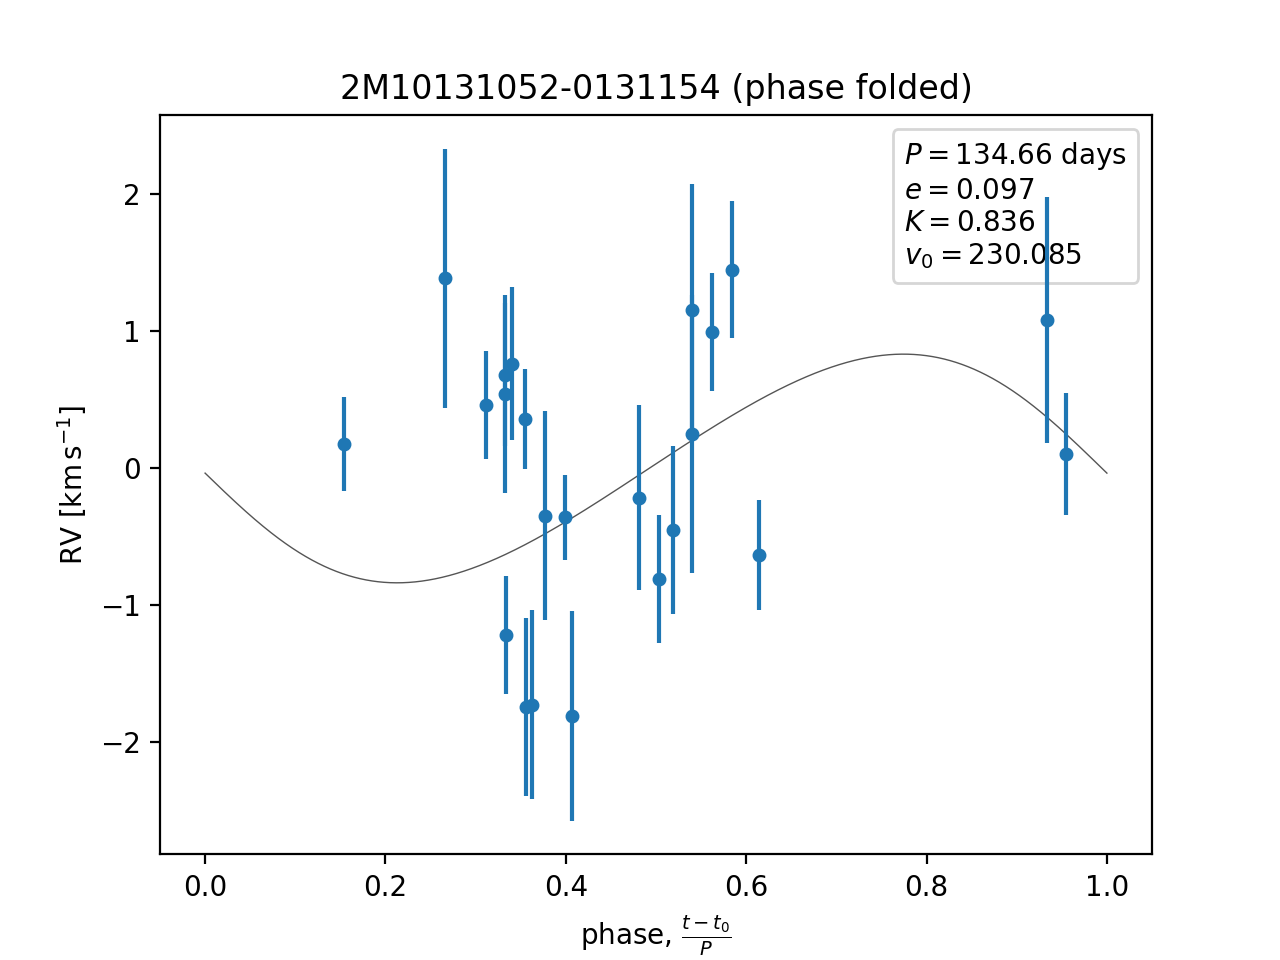 2M10131052-0131154 (phase folded)
P = 134.66 days
e = 0.097
K = 0.836
v₀ = 230.085
2
1
0
−1
−2
RV [km s⁻¹]
0.0 0.2 0.4 0.6 0.8 1.0
phase, (t − t₀)/P